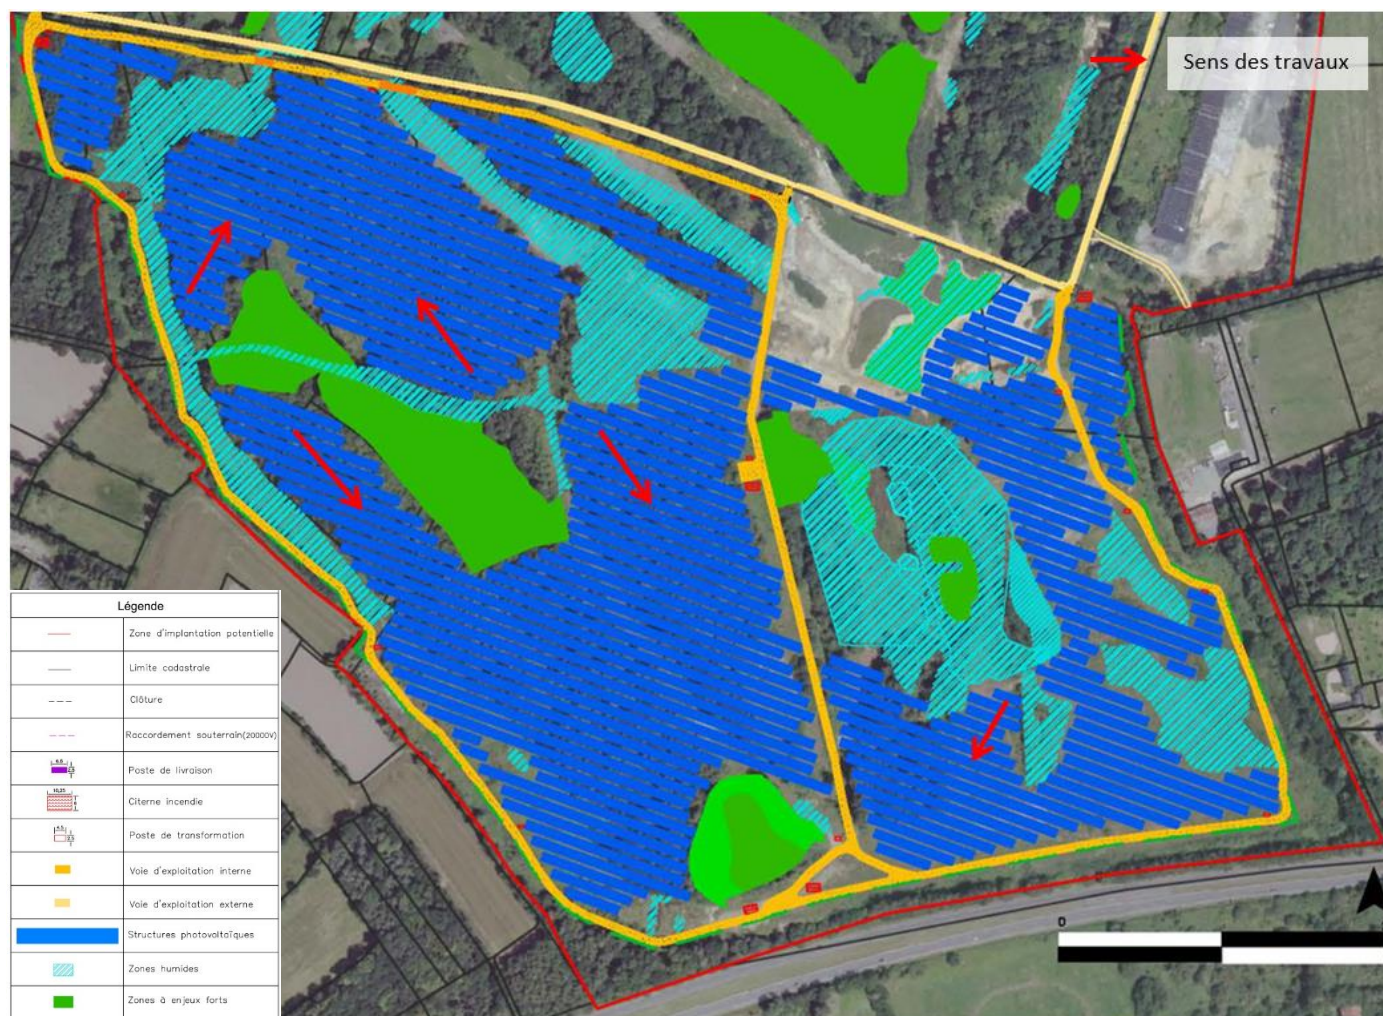 Sens des travaux
Légende
Zone d'implantation potentielle
Limite cadastrale
Clôture
Raccordement souterrain(20000V)
Poste de livraison
Citerne incendie
Poste de transformation
Voie d'exploitation interne
Voie d'exploitation externe
Structures photovoltaïques
Zones humides
Zones à enjeux forts
0